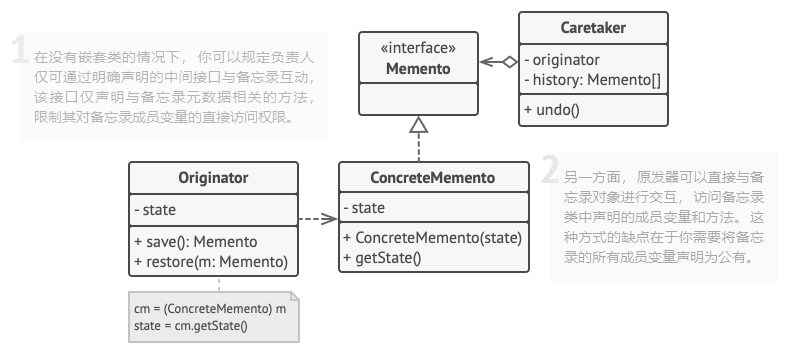 1
在没有嵌套类的情况下，你可以规定负责人
仅可通过明确声明的中间接口与备忘录互动，
该接口仅声明与备忘录元数据相关的方法，
限制其对备忘录成员变量的直接访问权限。
«interface»
Memento
Caretaker
- originator
- history: Memento[]
+ undo()
Originator
- state
+ save(): Memento
+ restore(m: Memento)
cm = (ConcreteMemento) m
state = cm.getState()
ConcreteMemento
- state
+ ConcreteMemento(state)
+ getState()
2
另一方面，原发器可以直接与备
忘录对象进行交互，访问备忘录
类中声明的成员变量和方法。这
种方式的缺点在于你需要将备忘
录的所有成员变量声明为公有。